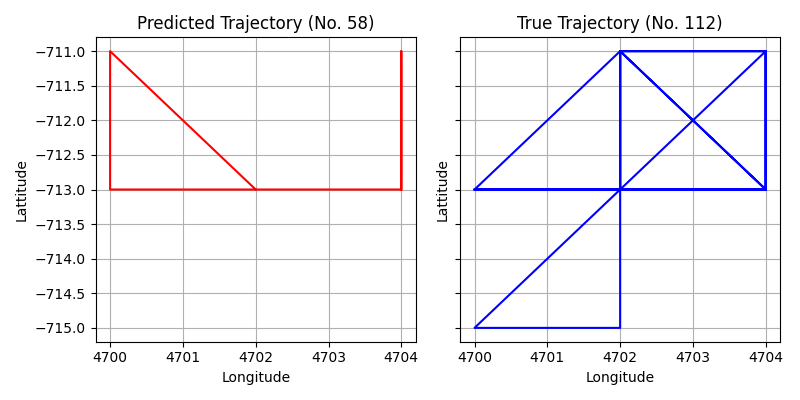 Predicted Trajectory (No. 58)
True Trajectory (No. 112)
Lattitude
−711.0
−711.5
−712.0
−712.5
−713.0
−713.5
−714.0
−714.5
−715.0
4700 4701 4702 4703 4704
Longitude
Lattitude
4700 4701 4702 4703 4704
Longitude